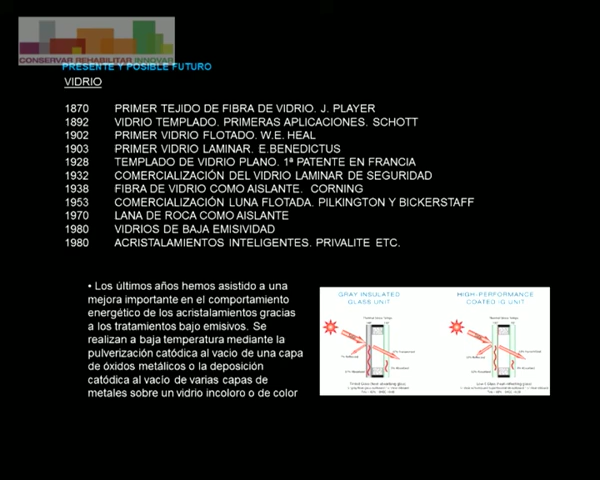 CONSERVAR REHABILITAR INNOVAR
PRESENTE Y POSIBLE FUTURO
VIDRIO
1870 PRIMER TEJIDO DE FIBRA DE VIDRIO. J. PLAYER
1892 VIDRIO TEMPLADO. PRIMERAS APLICACIONES. SCHOTT
1902 PRIMER VIDRIO FLOTADO. W.E. HEAL
1903 PRIMER VIDRIO LAMINAR. E.BENEDICTUS
1928 TEMPLADO DE VIDRIO PLANO. 1ª PATENTE EN FRANCIA
1932 COMERCIALIZACIÓN DEL VIDRIO LAMINAR DE SEGURIDAD
1938 FIBRA DE VIDRIO COMO AISLANTE. CORNING
1953 COMERCIALIZACIÓN LUNA FLOTADA. PILKINGTON Y BICKERSTAFF
1970 LANA DE ROCA COMO AISLANTE
1980 VIDRIOS DE BAJA EMISIVIDAD
1980 ACRISTALAMIENTOS INTELIGENTES. PRIVALITE ETC.
• Los últimos años hemos asistido a una
mejora importante en el comportamiento
energético de los acristalamientos gracias
a los tratamientos bajo emisivos. Se
realizan a baja temperatura mediante la
pulverización catódica al vacio de una capa
de óxidos metálicos o la deposición
catódica al vacío de varias capas de
metales sobre un vidrio incoloro o de color
GRAY INSULATED
GLASS UNIT
HIGH-PERFORMANCE
COATED IG UNIT